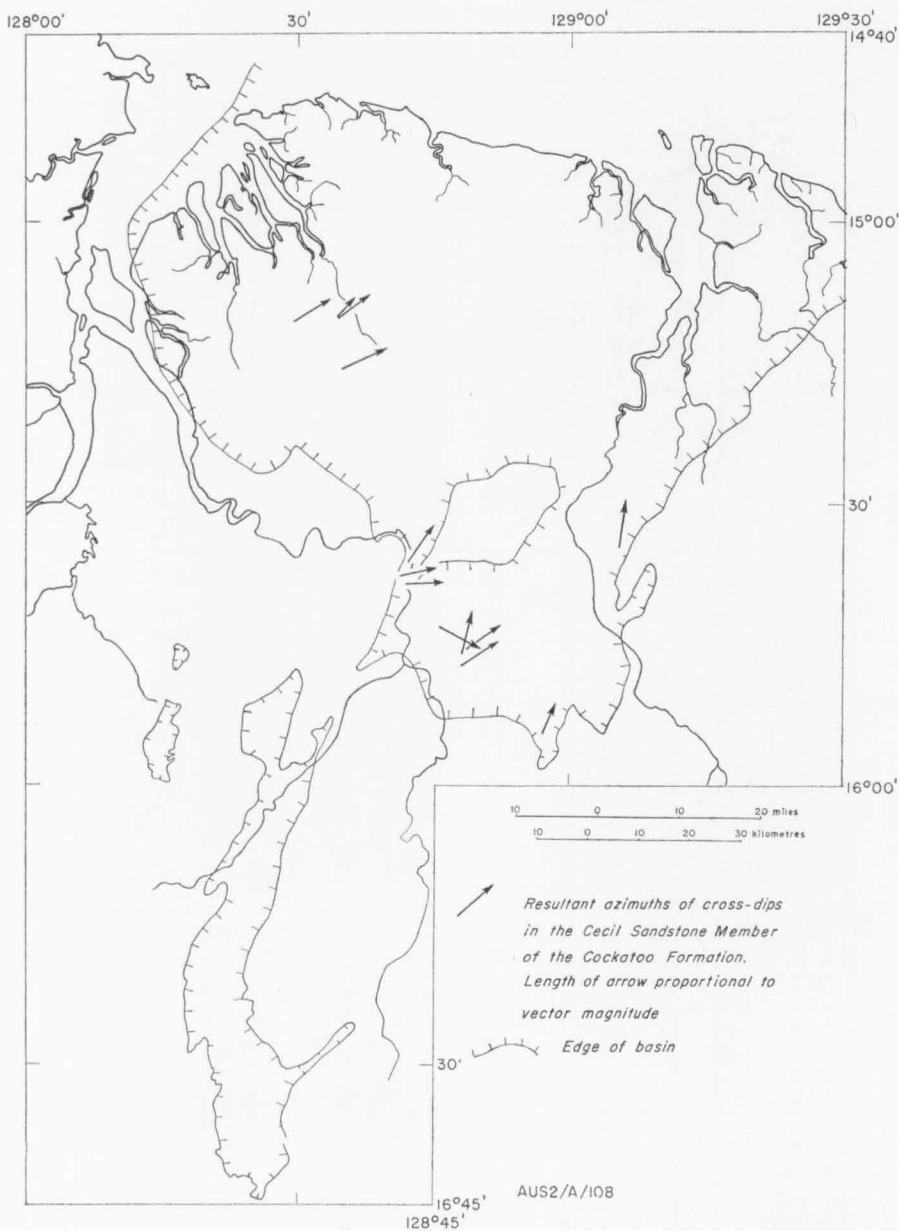 128°00'
30'
129°00'
129°30'
14°40'
15°00'
30'
16°00'
10 0 10 20 miles
10 0 10 20 30 kilometres
Resultant azimuths of cross-dips
in the Cecil Sandstone Member
of the Cockatoo Formation.
Length of arrow proportional to
vector magnitude
Edge of basin
30'
AUS2/A/108
16°45'
128°45'